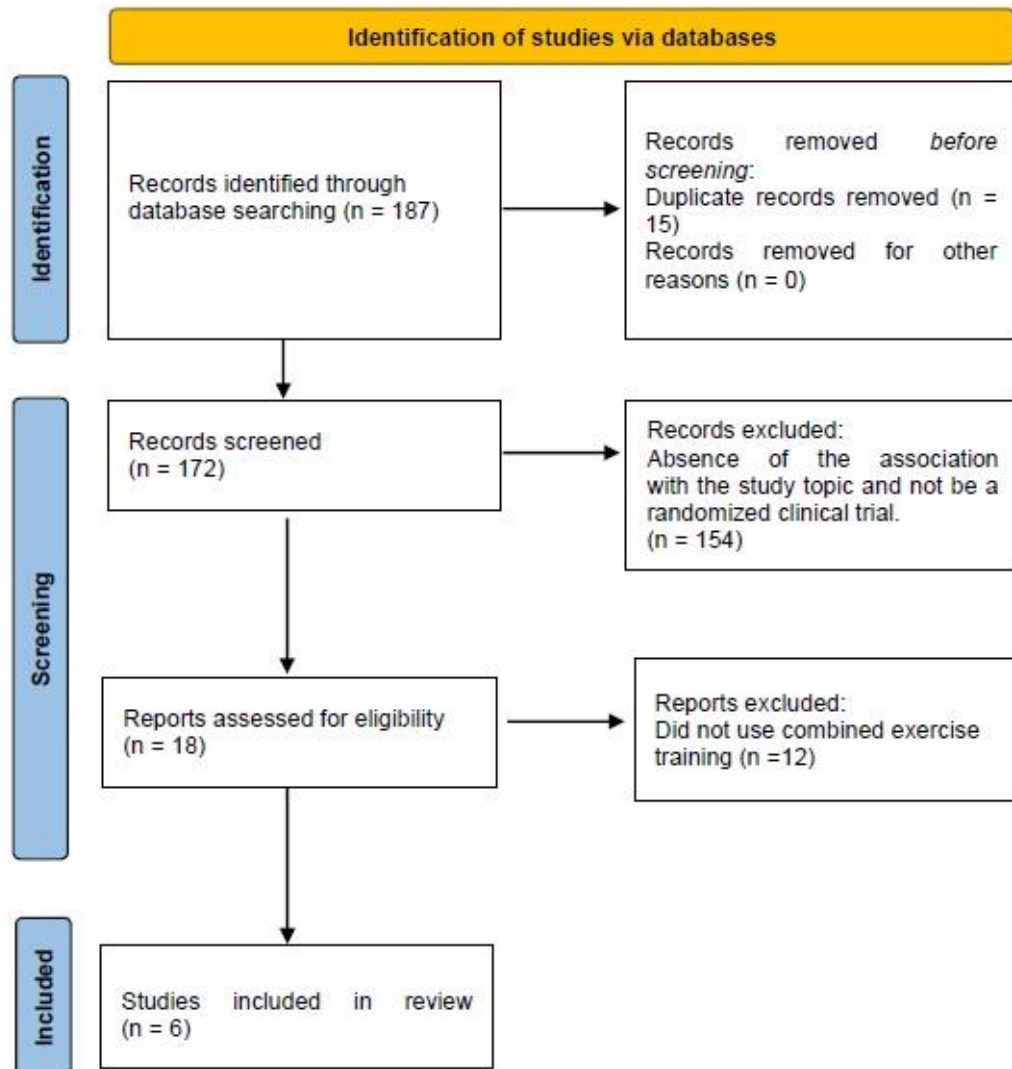 Identification of studies via databases
Identification
Records identified through
database searching (n = 187)
Records removed before
screening:
Duplicate records removed (n =
15)
Records removed for other
reasons (n = 0)
Screening
Records screened
(n = 172)
Records excluded:
Absence of the association
with the study topic and not be a
randomized clinical trial.
(n = 154)
Reports assessed for eligibility
(n = 18)
Reports excluded:
Did not use combined exercise
training (n =12)
Included
Studies included in review
(n = 6)